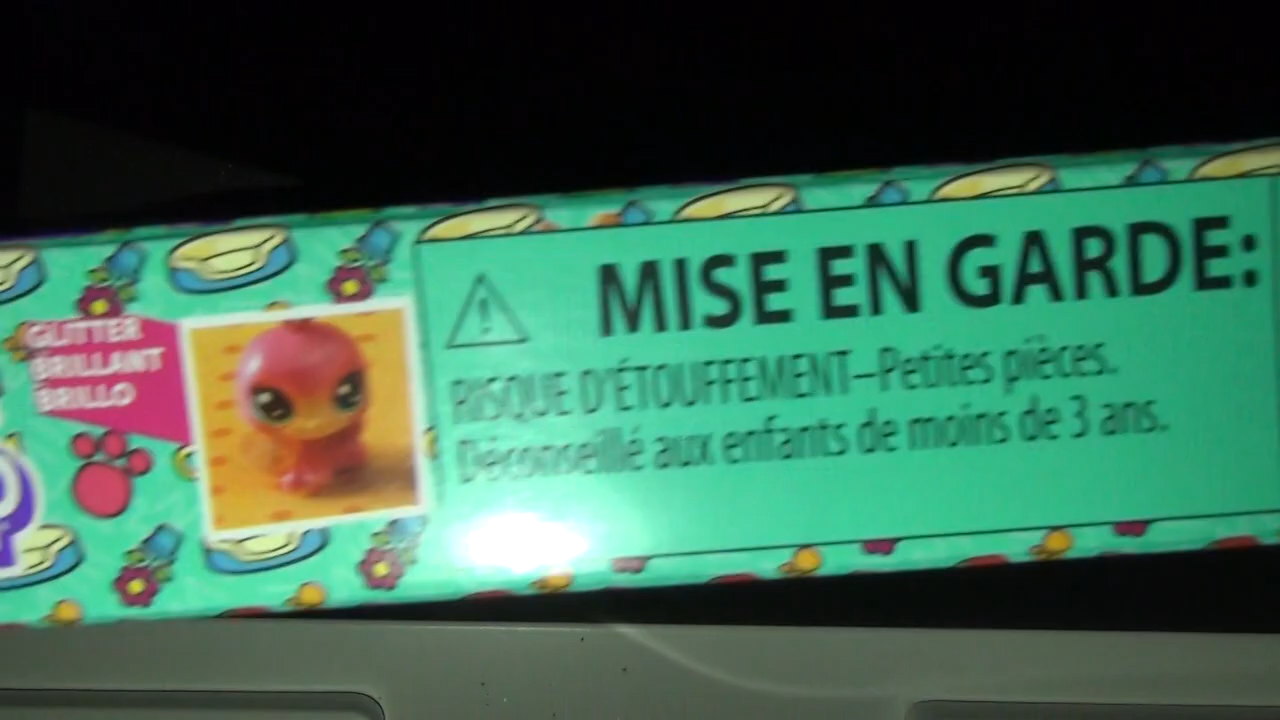 GLITTER
BRILLANT
BRILLO
MISE EN GARDE:
RISQUE D'ÉTOUFFEMENT–Petites pièces.
Déconseillé aux enfants de moins de 3 ans.